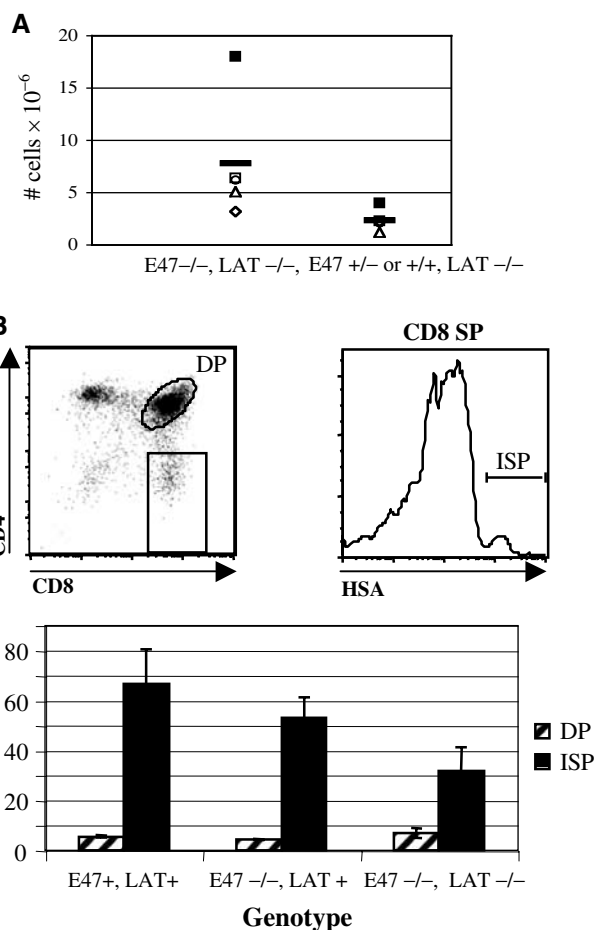 A
# cells × 10⁻⁶
20
15
10
5
0
E47–/–, LAT –/–, E47 +/– or +/+, LAT –/–
B
DP
CD4
CD8
CD8 SP
ISP
HSA
80
60
40
20
0
DP
ISP
E47+, LAT+ E47 –/–, LAT + E47 –/–, LAT –/–
Genotype